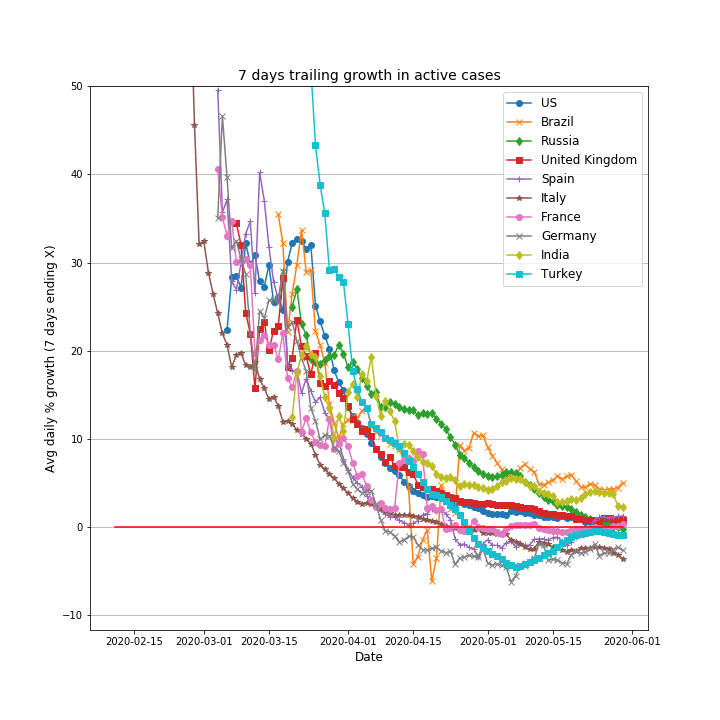 7 days trailing growth in active cases
Avg daily % growth (7 days ending X)
50
40
30
20
10
0
−10
US
Brazil
Russia
United Kingdom
Spain
Italy
France
Germany
India
Turkey
2020-02-15 2020-03-01 2020-03-15 2020-04-01 2020-04-15 2020-05-01 2020-05-15 2020-06-01
Date